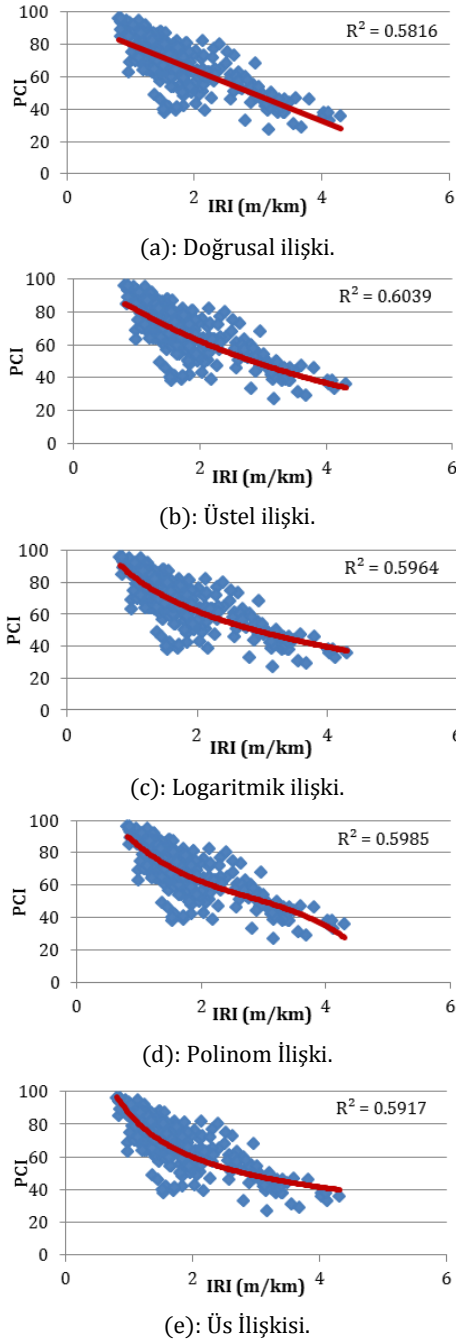 100
R² = 0.5816
80
60
PCI
40
20
0
0 2 4 6
IRI (m/km)
(a): Doğrusal ilişki.
100
R² = 0.6039
80
60
PCI
40
20
0
0 2 4 6
IRI (m/km)
(b): Üstel ilişki.
100
R² = 0.5964
80
60
PCI
40
20
0
0 2 4 6
IRI (m/km)
(c): Logaritmik ilişki.
100
R² = 0.5985
80
60
PCI
40
20
0
0 2 4 6
IRI (m/km)
(d): Polinom İlişki.
100
R² = 0.5917
80
60
PCI
40
20
0
0 2 4 6
IRI (m/km)
(e): Üs İlişkisi.